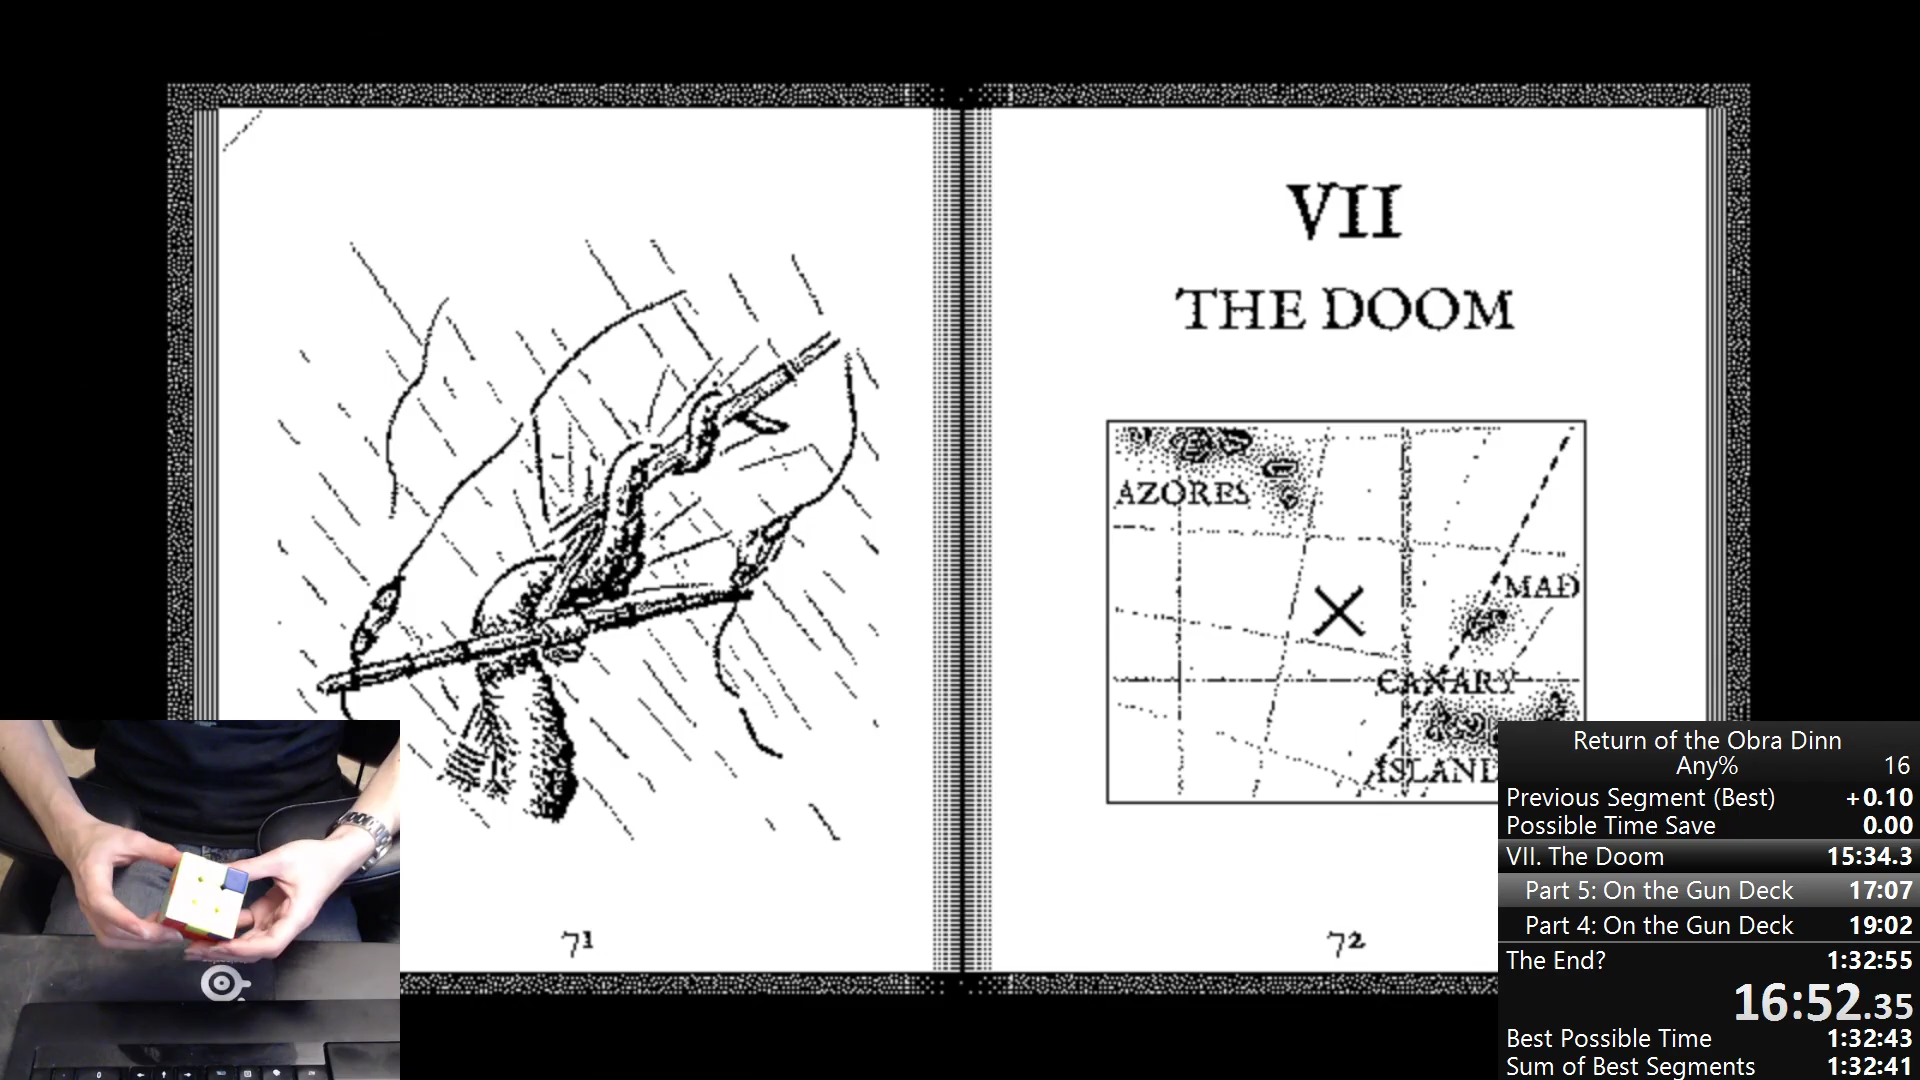 VII
THE DOOM
AZORES
MAD
CANARY
ISLAND
71
72
Return of the Obra Dinn
Any% 16
Previous Segment (Best) +0.10
Possible Time Save 0.00
VII. The Doom 15:34.3
Part 5: On the Gun Deck 17:07
Part 4: On the Gun Deck 19:02
The End? 1:32:55
16:52.35
Best Possible Time 1:32:43
Sum of Best Segments 1:32:41